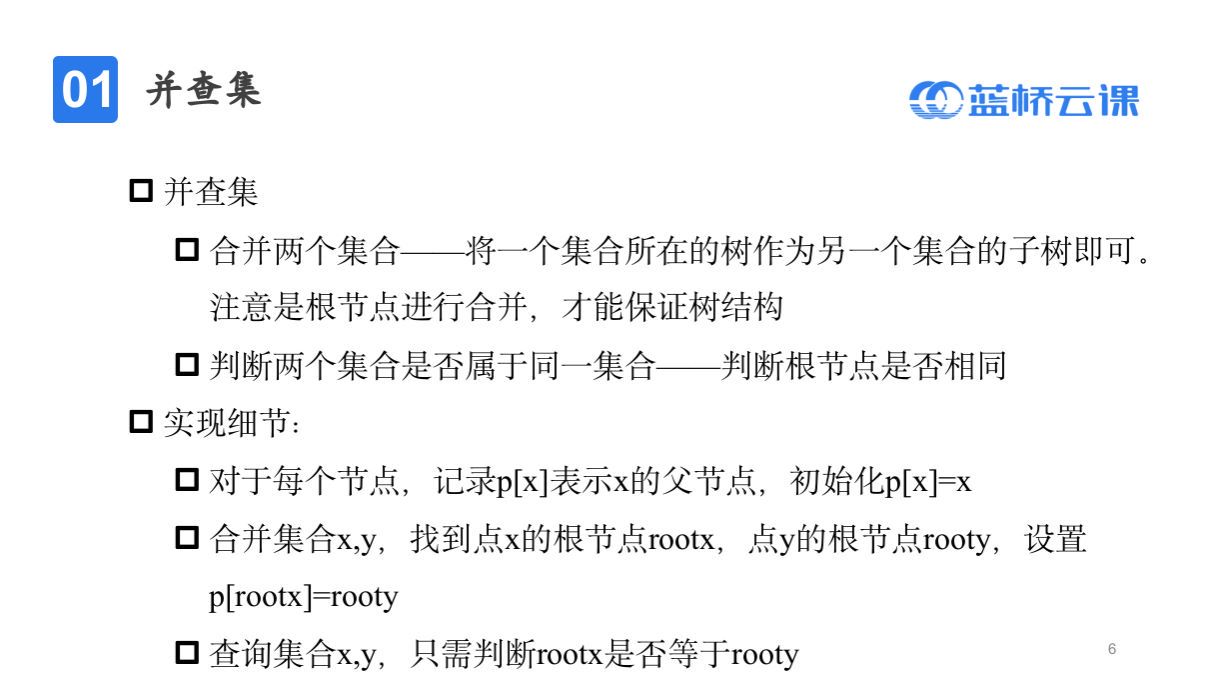 01 并查集
蓝桥云课
并查集
合并两个集合——将一个集合所在的树作为另一个集合的子树即可。
注意是根节点进行合并，才能保证树结构
判断两个集合是否属于同一集合——判断根节点是否相同
实现细节：
对于每个节点，记录p[x]表示x的父节点，初始化p[x]=x
合并集合x,y，找到点x的根节点rootx，点y的根节点rooty，设置
p[rootx]=rooty
查询集合x,y，只需判断rootx是否等于rooty
6